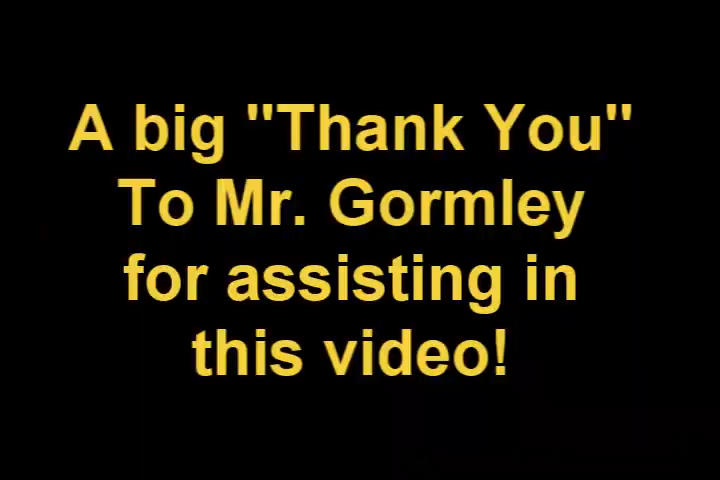 A big "Thank You"
To Mr. Gormley
for assisting in
this video!